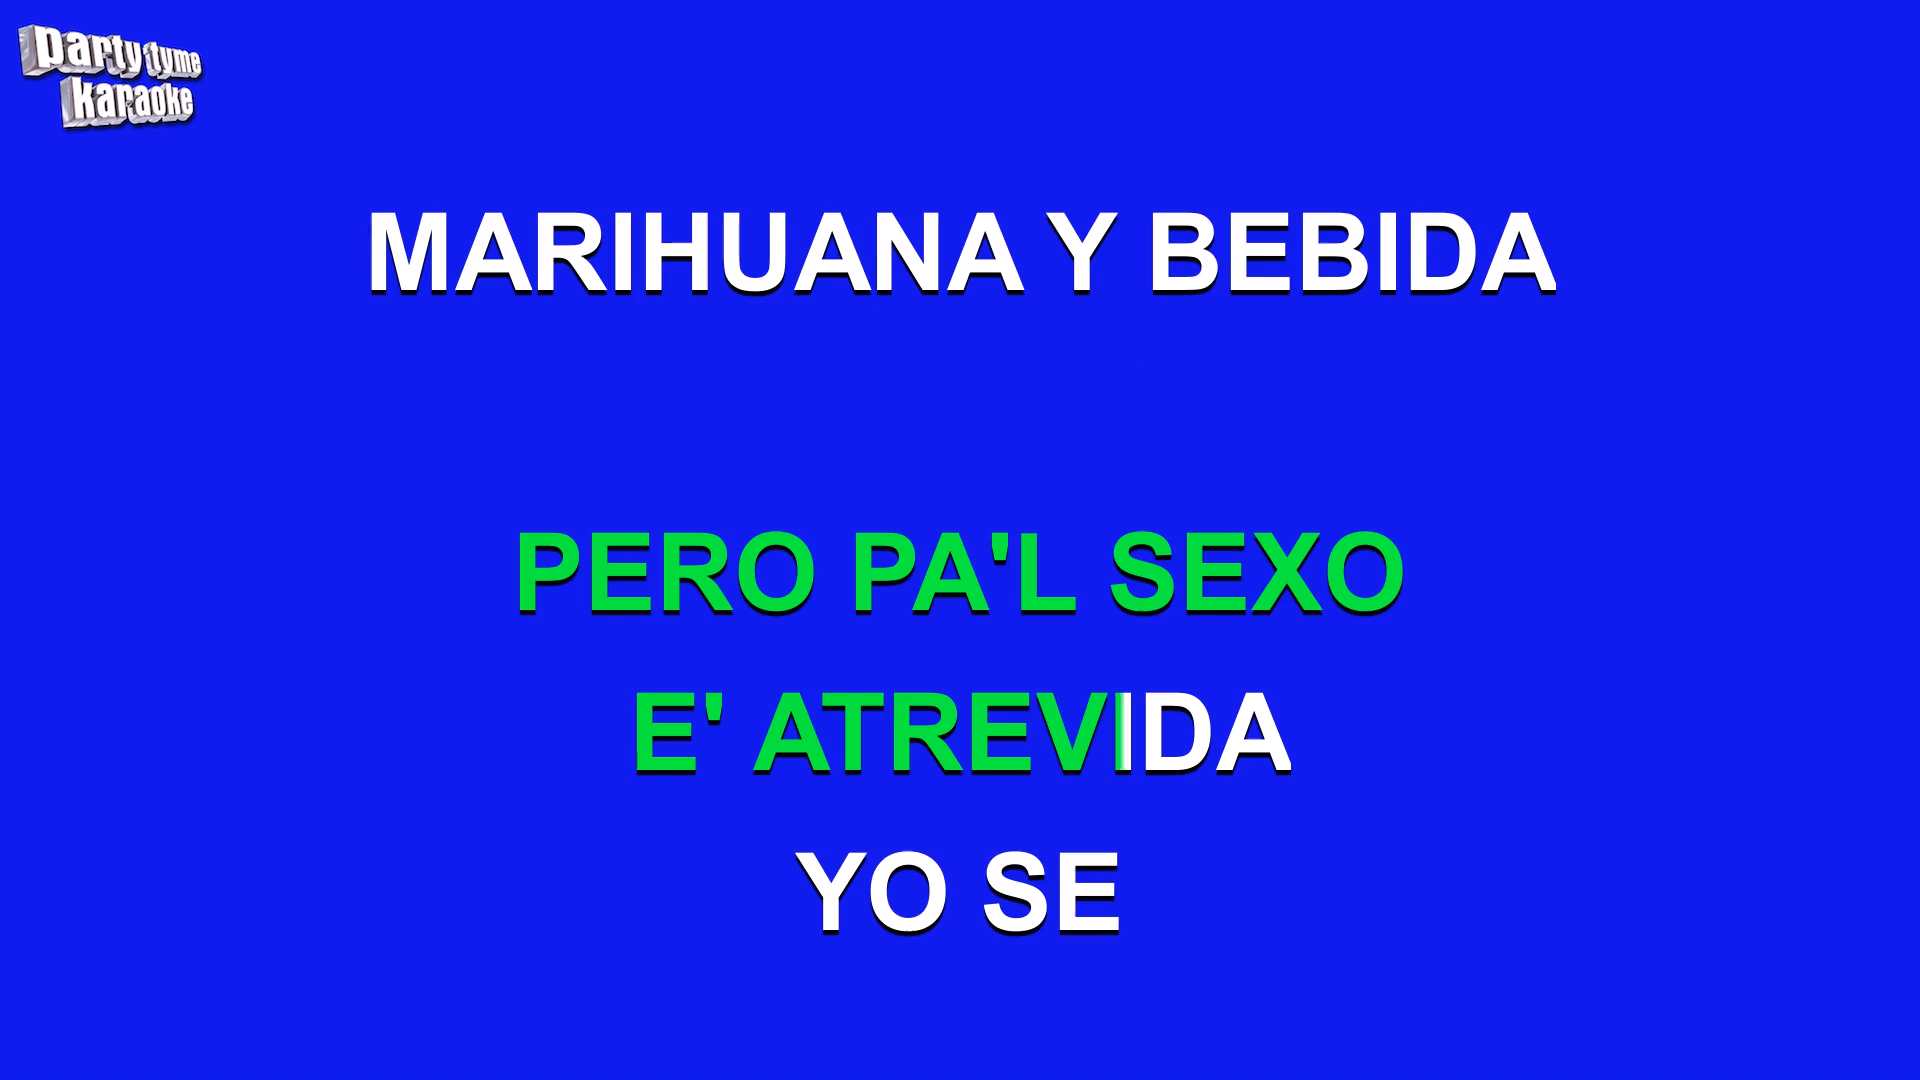 party tyme
karaoke
MARIHUANA Y BEBIDA
PERO PA'L SEXO
E' ATREVIDA
YO SE